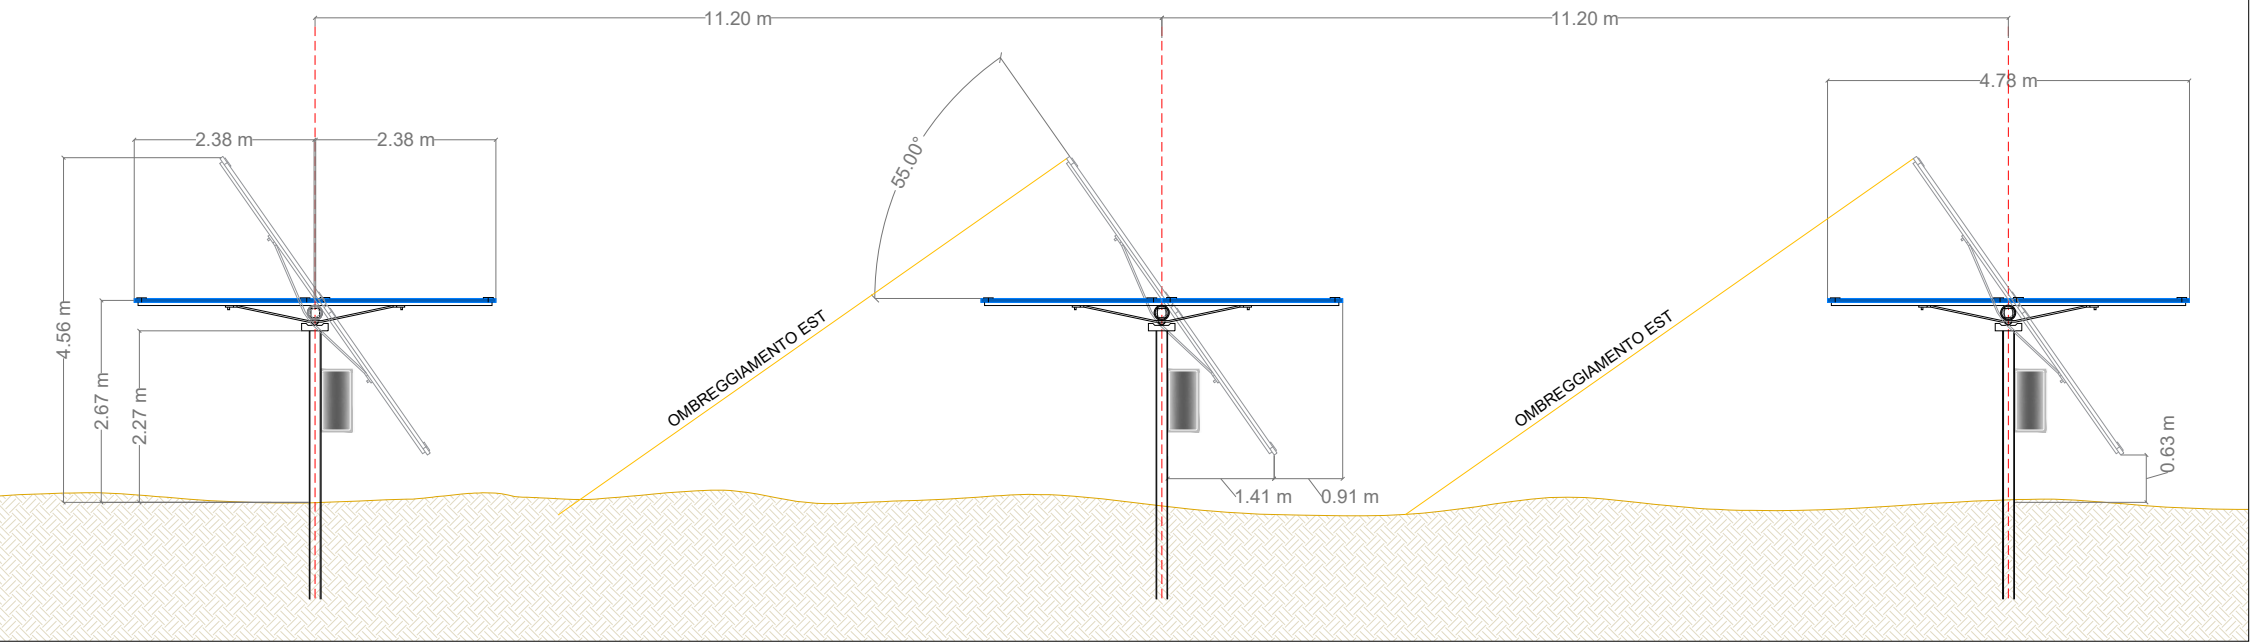 11.20 m
11.20 m
4.78 m
2.38 m
2.38 m
55.00°
4.56 m
2.67 m
2.27 m
OMBREGGIAMENTO EST
OMBREGGIAMENTO EST
1.41 m
0.91 m
0.63 m